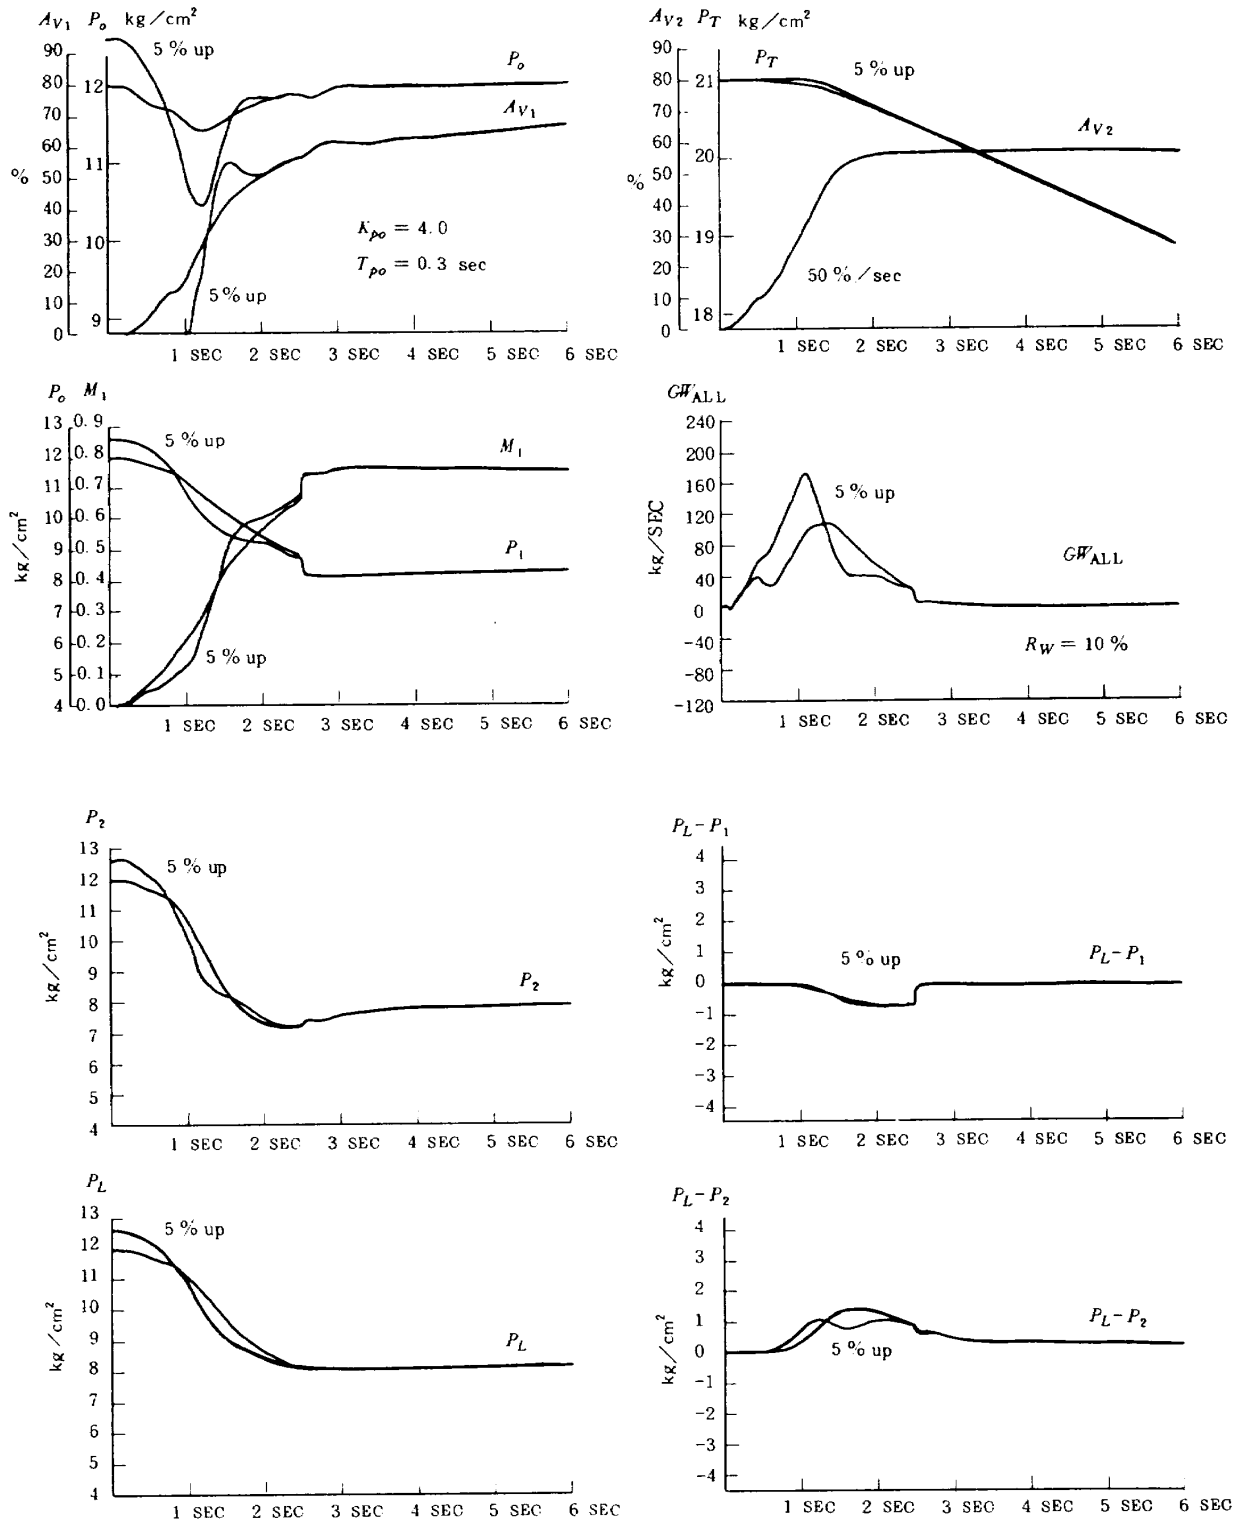 A_V1 P_o kg/cm²
90
80
70
60
50
40
30
20
10
0
%
12
11
10
9
5% up
P_o
A_V1
K_po = 4.0
T_po = 0.3 sec
5% up
1 SEC 2 SEC 3 SEC 4 SEC 5 SEC 6 SEC
A_V2 P_T kg/cm²
90
80
70
60
50
40
30
20
10
0
%
21
20
19
18
P_T
5% up
A_V2
50%/sec
1 SEC 2 SEC 3 SEC 4 SEC 5 SEC 6 SEC
P_o M_1
13 0.9
12 0.8
11 0.7
10 0.6
9 0.5
8 0.4
7 0.3
6 0.2
5 0.1
4 0.0
kg/cm²
5% up
M_1
P_1
5% up
1 SEC 2 SEC 3 SEC 4 SEC 5 SEC 6 SEC
GW_ALL
240
200
160
120
80
40
0
-40
-80
-120
kg/SEC
5% up
GW_ALL
R_W = 10%
1 SEC 2 SEC 3 SEC 4 SEC 5 SEC 6 SEC
P_2
13
12
11
10
9
8
7
6
5
4
kg/cm²
5% up
P_2
1 SEC 2 SEC 3 SEC 4 SEC 5 SEC 6 SEC
P_L-P_1
4
3
2
1
0
-1
-2
-3
-4
kg/cm²
5% up
P_L-P_1
1 SEC 2 SEC 3 SEC 4 SEC 5 SEC 6 SEC
P_L
13
12
11
10
9
8
7
6
5
4
kg/cm²
5% up
P_L
1 SEC 2 SEC 3 SEC 4 SEC 5 SEC 6 SEC
P_L-P_2
4
3
2
1
0
-1
-2
-3
-4
kg/cm²
P_L-P_2
5% up
1 SEC 2 SEC 3 SEC 4 SEC 5 SEC 6 SEC